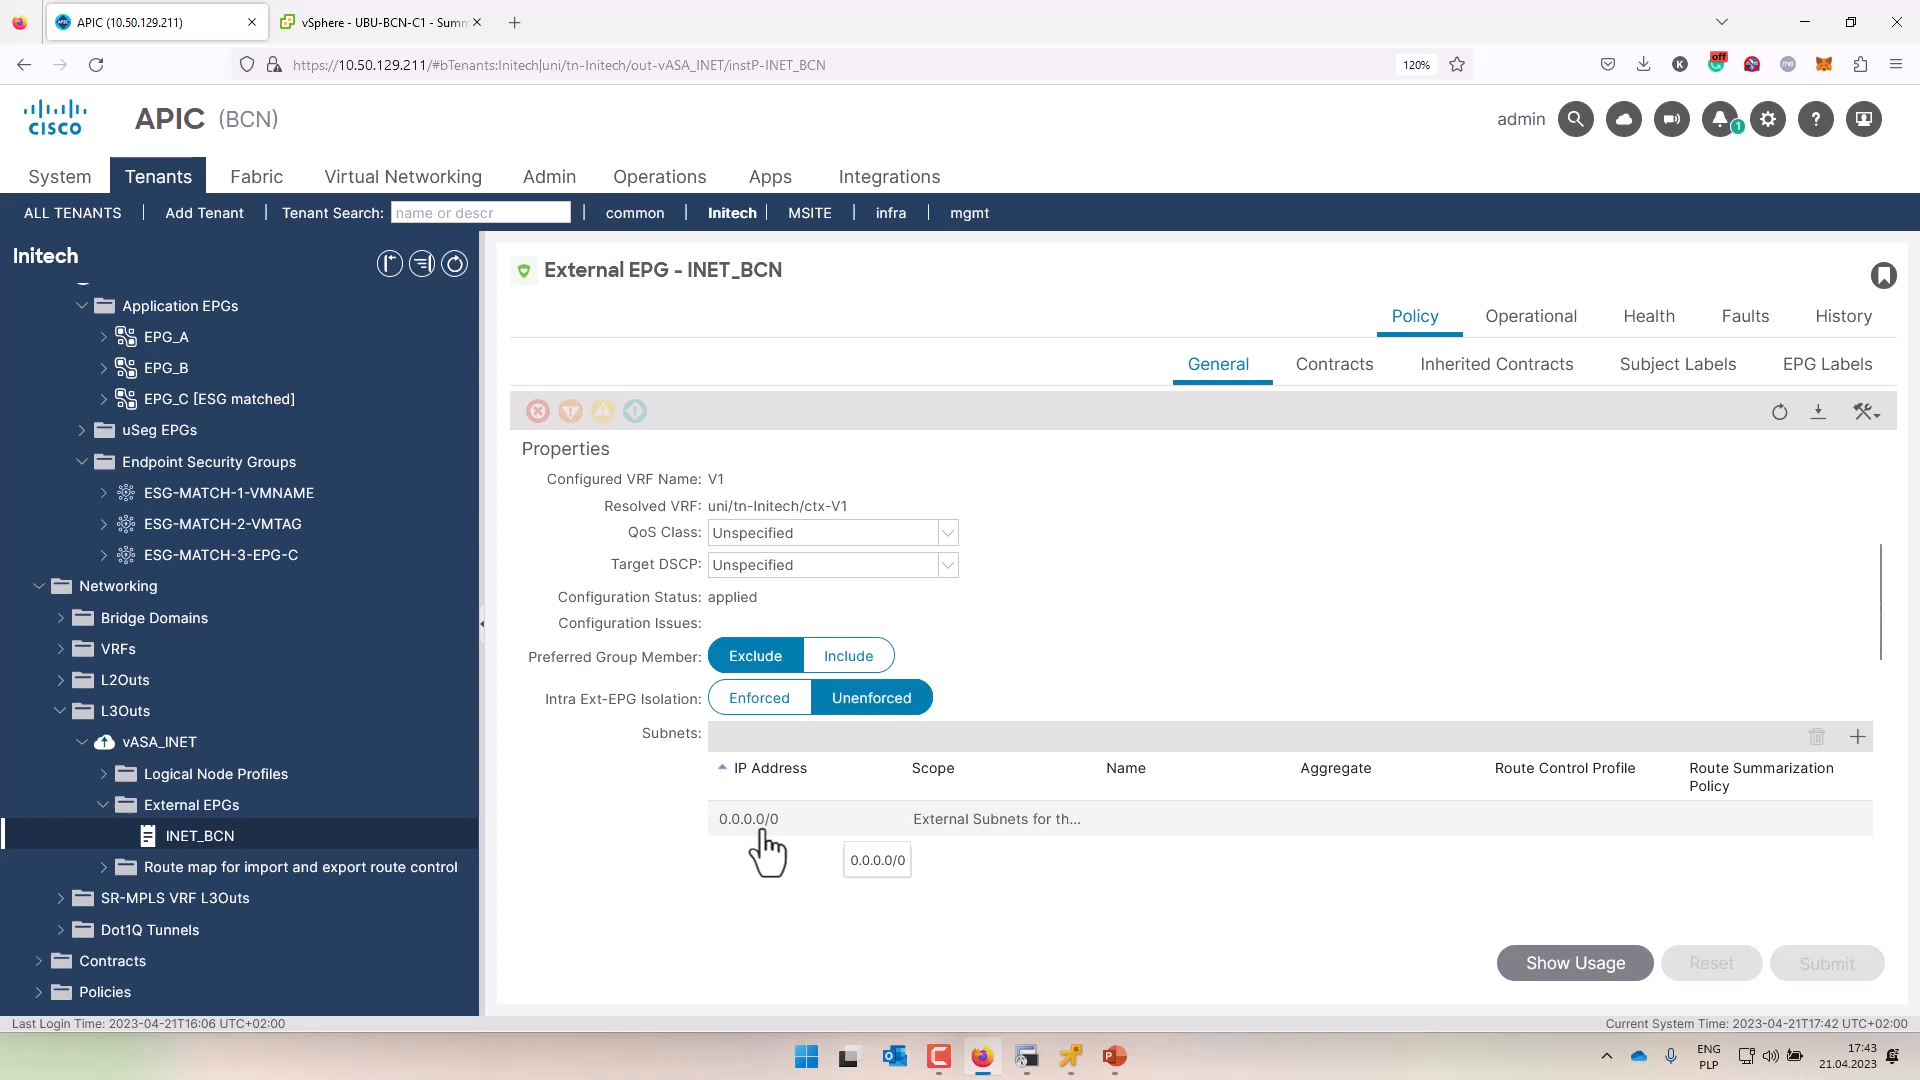 APIC (10.50.129.211)
vSphere - UBU-BCN-C1 - Summ
https://10.50.129.211/#bTenants:Initech|uni/tn-Initech/out-vASA_INET/instP-INET_BCN
120%
off
K
me
cisco
APIC (BCN)
admin
1
System
Tenants
Fabric
Virtual Networking
Admin
Operations
Apps
Integrations
ALL TENANTS | Add Tenant | Tenant Search: name or descr | common | Initech | MSITE | infra | mgmt
Initech
Application EPGs
EPG_A
EPG_B
EPG_C [ESG matched]
uSeg EPGs
Endpoint Security Groups
ESG-MATCH-1-VMNAME
ESG-MATCH-2-VMTAG
ESG-MATCH-3-EPG-C
Networking
Bridge Domains
VRFs
L2Outs
L3Outs
vASA_INET
Logical Node Profiles
External EPGs
INET_BCN
Route map for import and export route control
SR-MPLS VRF L3Outs
Dot1Q Tunnels
Contracts
Policies
External EPG - INET_BCN
Policy
Operational
Health
Faults
History
General
Contracts
Inherited Contracts
Subject Labels
EPG Labels
Properties
Configured VRF Name: V1
Resolved VRF: uni/tn-Initech/ctx-V1
QoS Class: Unspecified
Target DSCP: Unspecified
Configuration Status: applied
Configuration Issues:
Preferred Group Member: Exclude Include
Intra Ext-EPG Isolation: Enforced Unenforced
Subnets:
IP Address
Scope
Name
Aggregate
Route Control Profile
Route Summarization Policy
0.0.0.0/0
External Subnets for th...
0.0.0.0/0
Show Usage
Reset
Submit
Last Login Time: 2023-04-21T16:06 UTC+02:00
Current System Time: 2023-04-21T17:42 UTC+02:00
ENG
PLP
17:43
21.04.2023